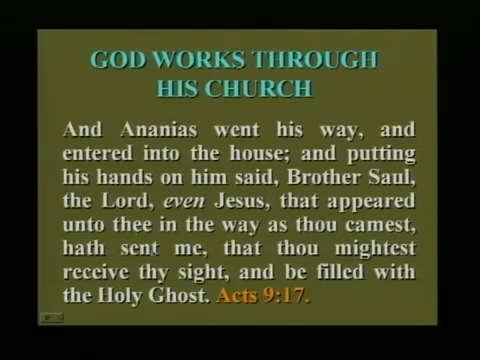 GOD WORKS THROUGH
HIS CHURCH
And Ananias went his way, and
entered into the house; and putting
his hands on him said, Brother Saul,
the Lord, even Jesus, that appeared
unto thee in the way as thou camest,
hath sent me, that thou mightest
receive thy sight, and be filled with
the Holy Ghost. Acts 9:17.